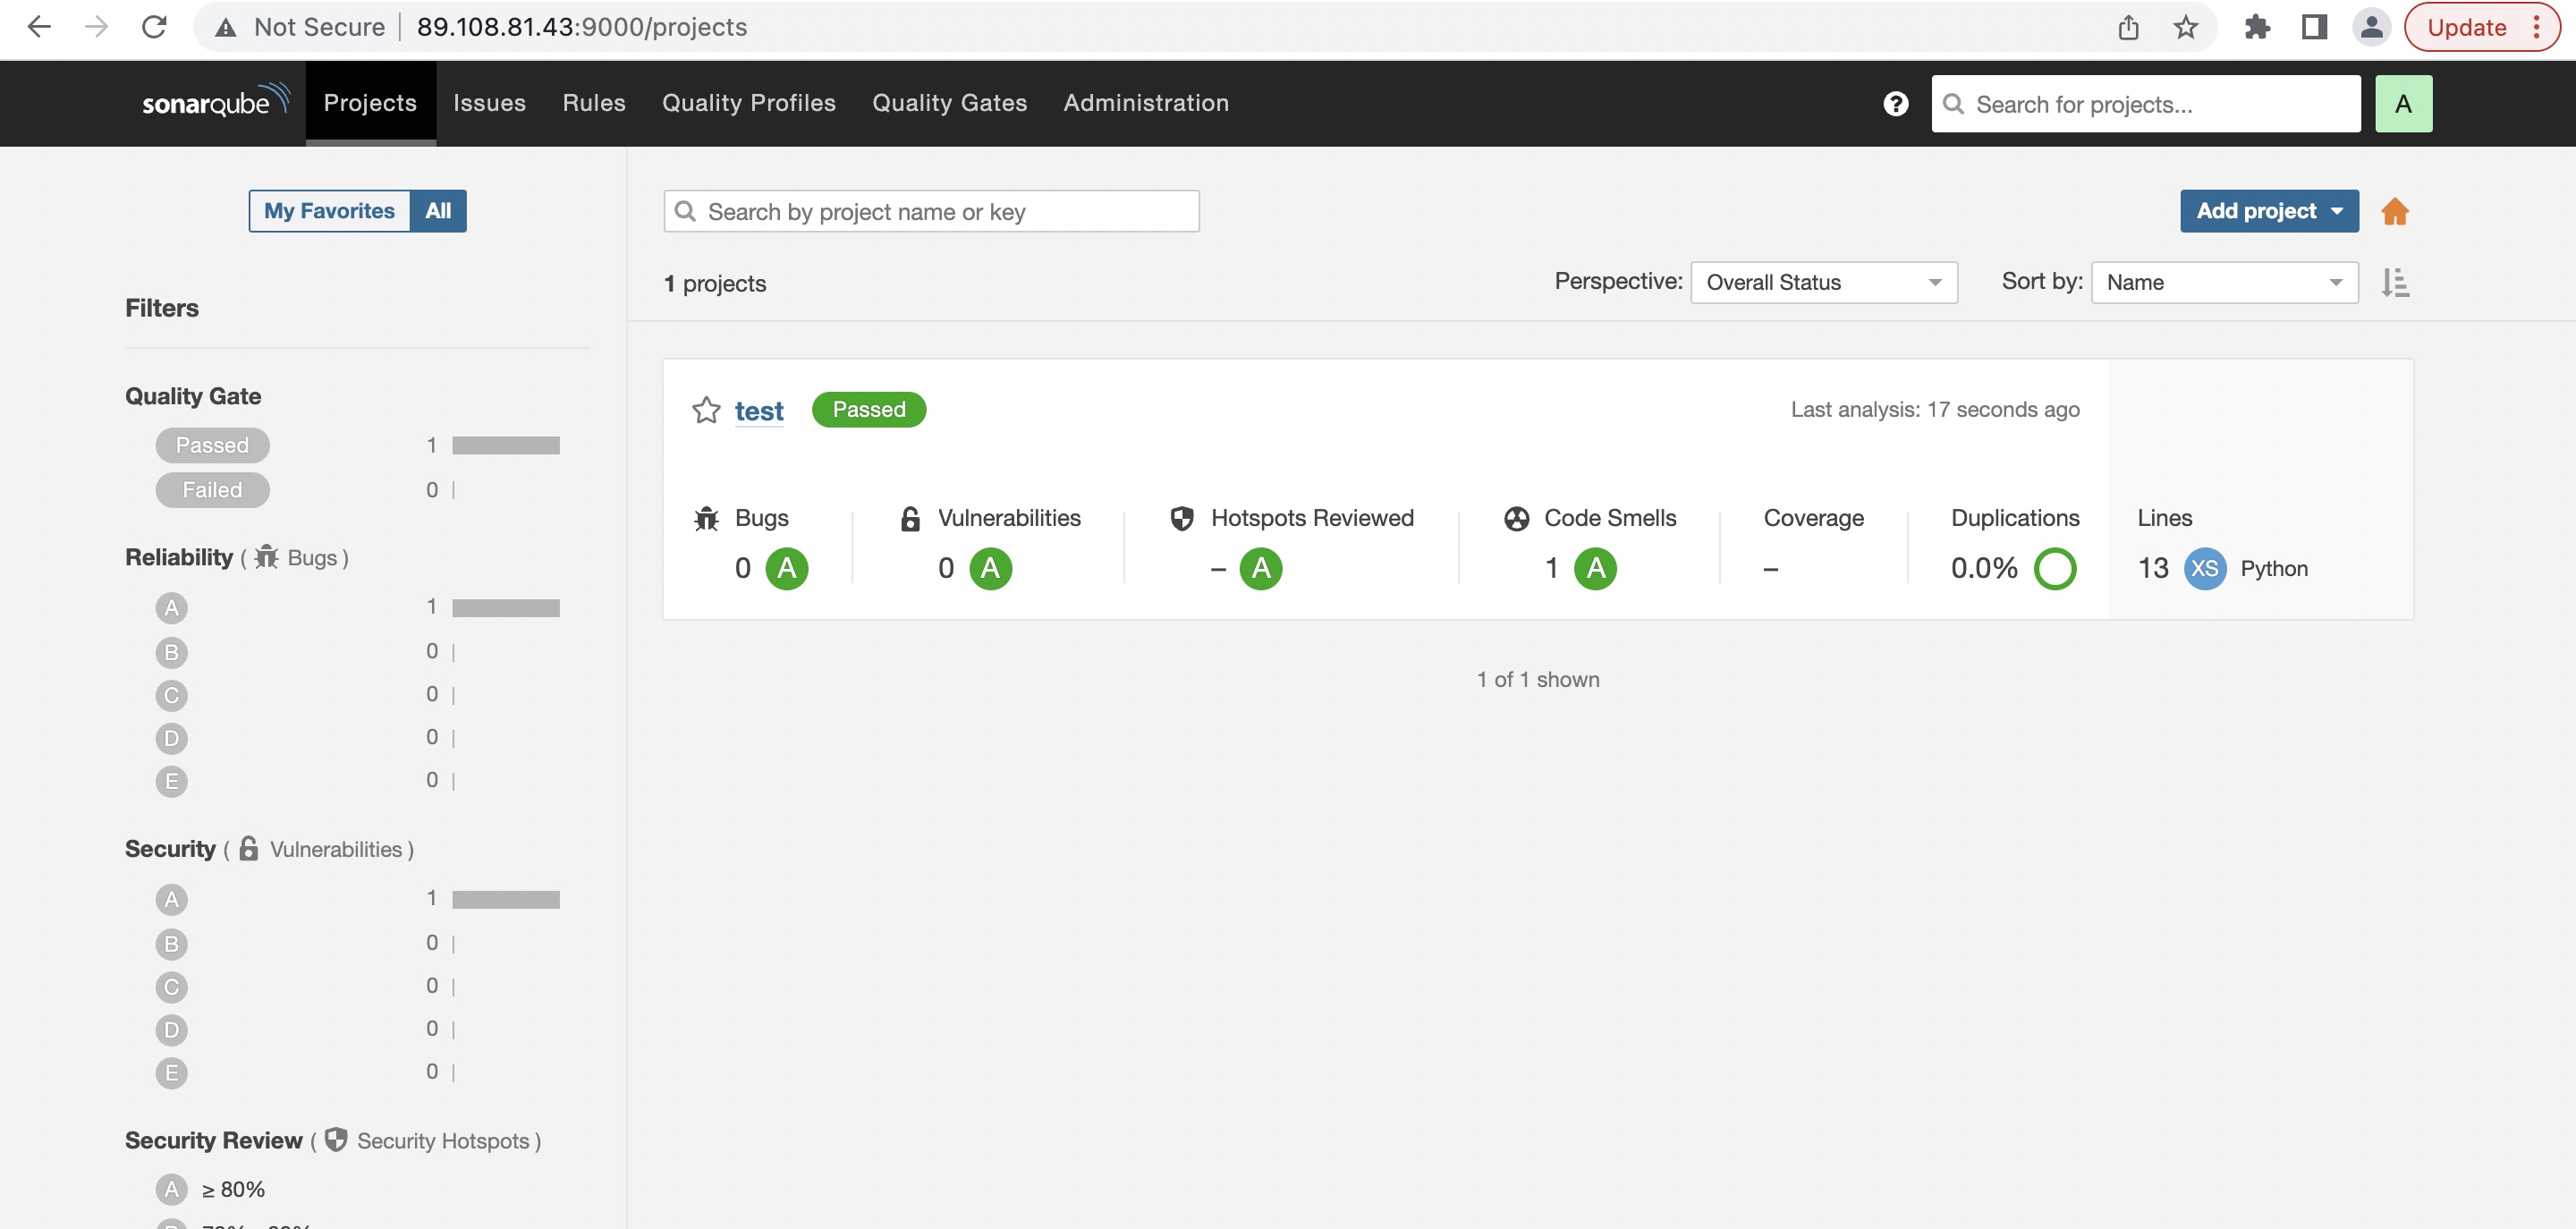 Not Secure 89.108.81.43:9000/projects Update
sonarqube Projects Issues Rules Quality Profiles Quality Gates Administration ? Search for projects... A
My Favorites All
Search by project name or key
Add project
1 projects
Perspective: Overall Status Sort by: Name
Filters
Quality Gate
Passed 1
Failed 0
Reliability ( Bugs )
A 1
B 0
C 0
D 0
E 0
Security ( Vulnerabilities )
A 1
B 0
C 0
D 0
E 0
Security Review ( Security Hotspots )
A ≥ 80%
test Passed Last analysis: 17 seconds ago
Bugs Vulnerabilities Hotspots Reviewed Code Smells Coverage Duplications Lines
0 A 0 A – A 1 A – 0.0% 13 XS Python
1 of 1 shown